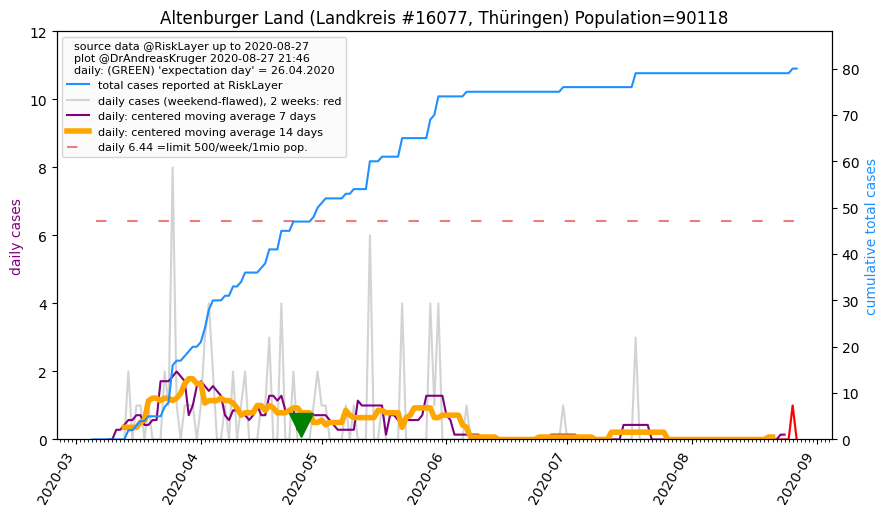 Altenburger Land (Landkreis #16077, Thüringen) Population=90118
source data @RiskLayer up to 2020-08-27
plot @DrAndreasKruger 2020-08-27 21:46
daily: (GREEN) 'expectation day' = 26.04.2020
total cases reported at RiskLayer
daily cases (weekend-flawed), 2 weeks: red
daily: centered moving average 7 days
daily: centered moving average 14 days
daily 6.44 =limit 500/week/1mio pop.
daily cases
12
10
8
6
4
2
0
cumulative total cases
80
70
60
50
40
30
20
10
0
2020-03
2020-04
2020-05
2020-06
2020-07
2020-08
2020-09